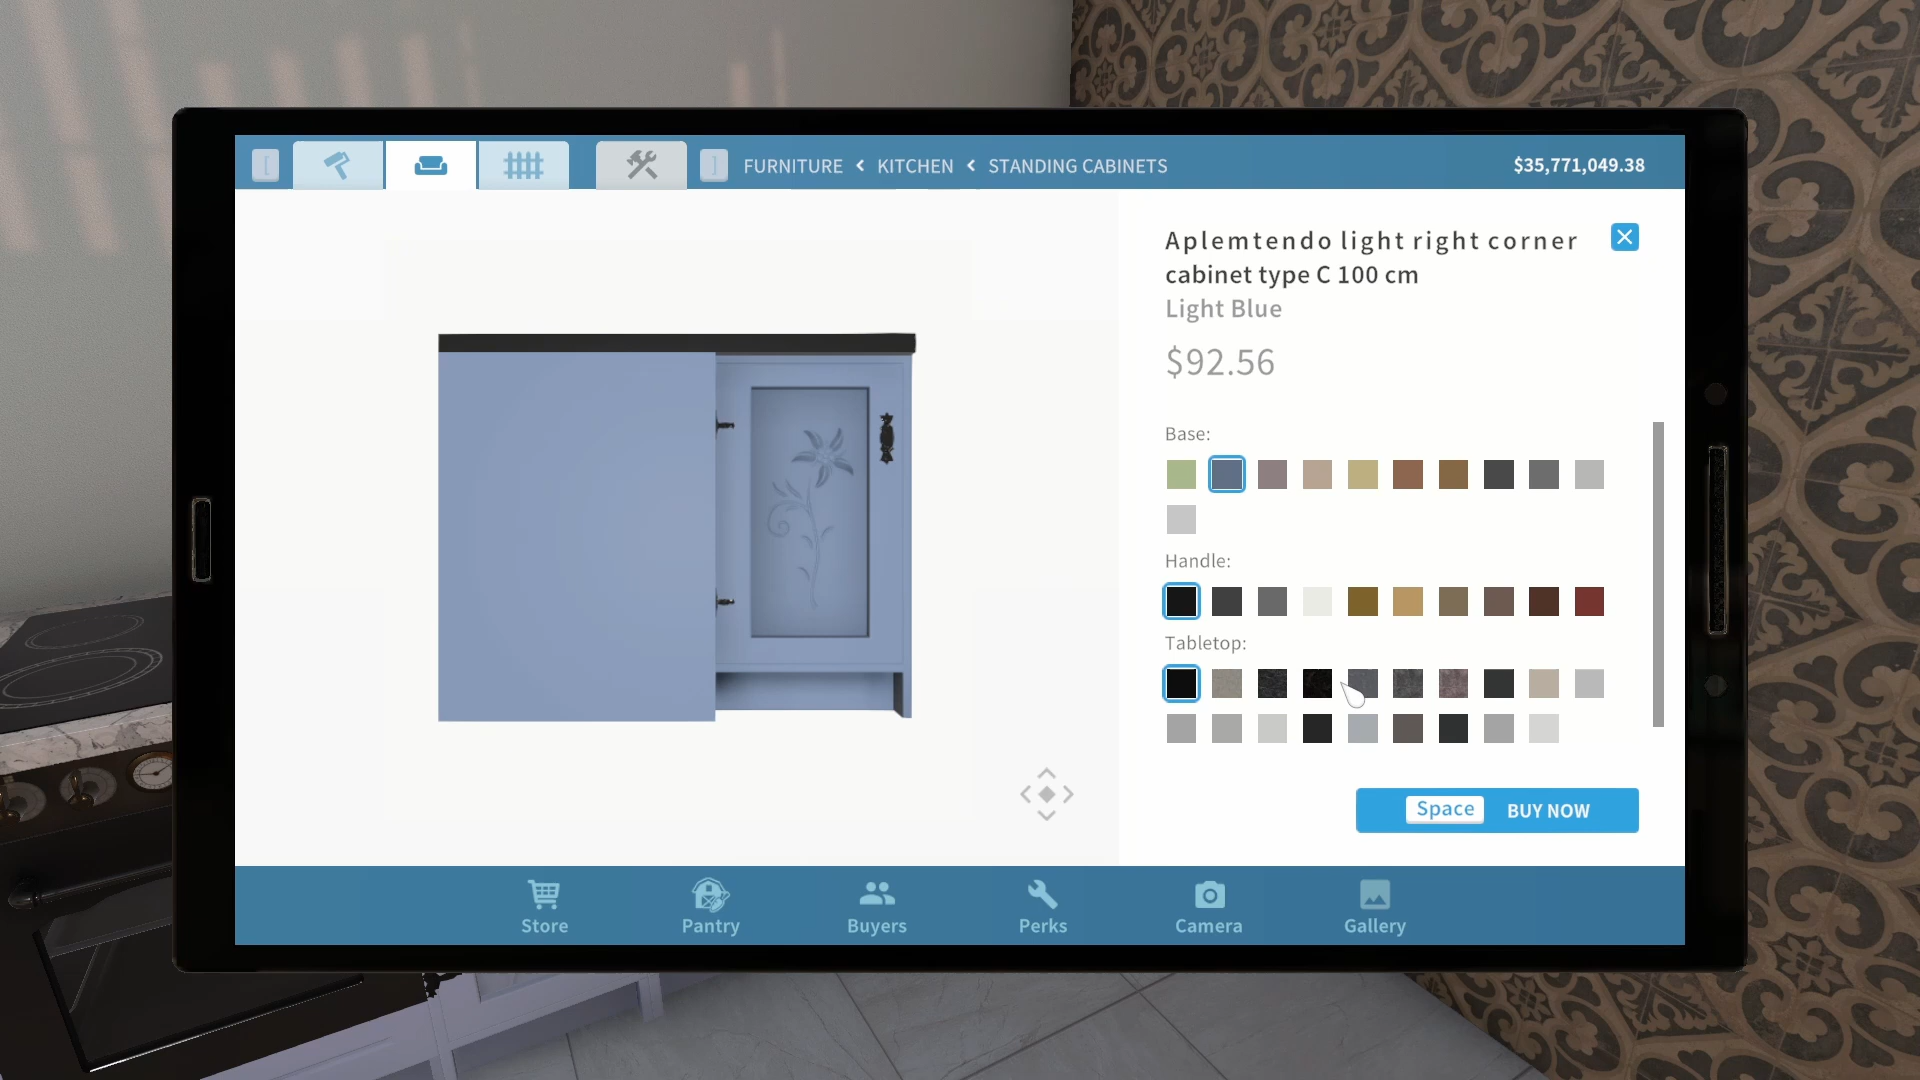 [
]
FURNITURE < KITCHEN < STANDING CABINETS
$35,771,049.38
Aplemtendo light right corner
cabinet type C 100 cm
Light Blue
$92.56
Base:
Handle:
Tabletop:
Space BUY NOW
Store
Pantry
Buyers
Perks
Camera
Gallery